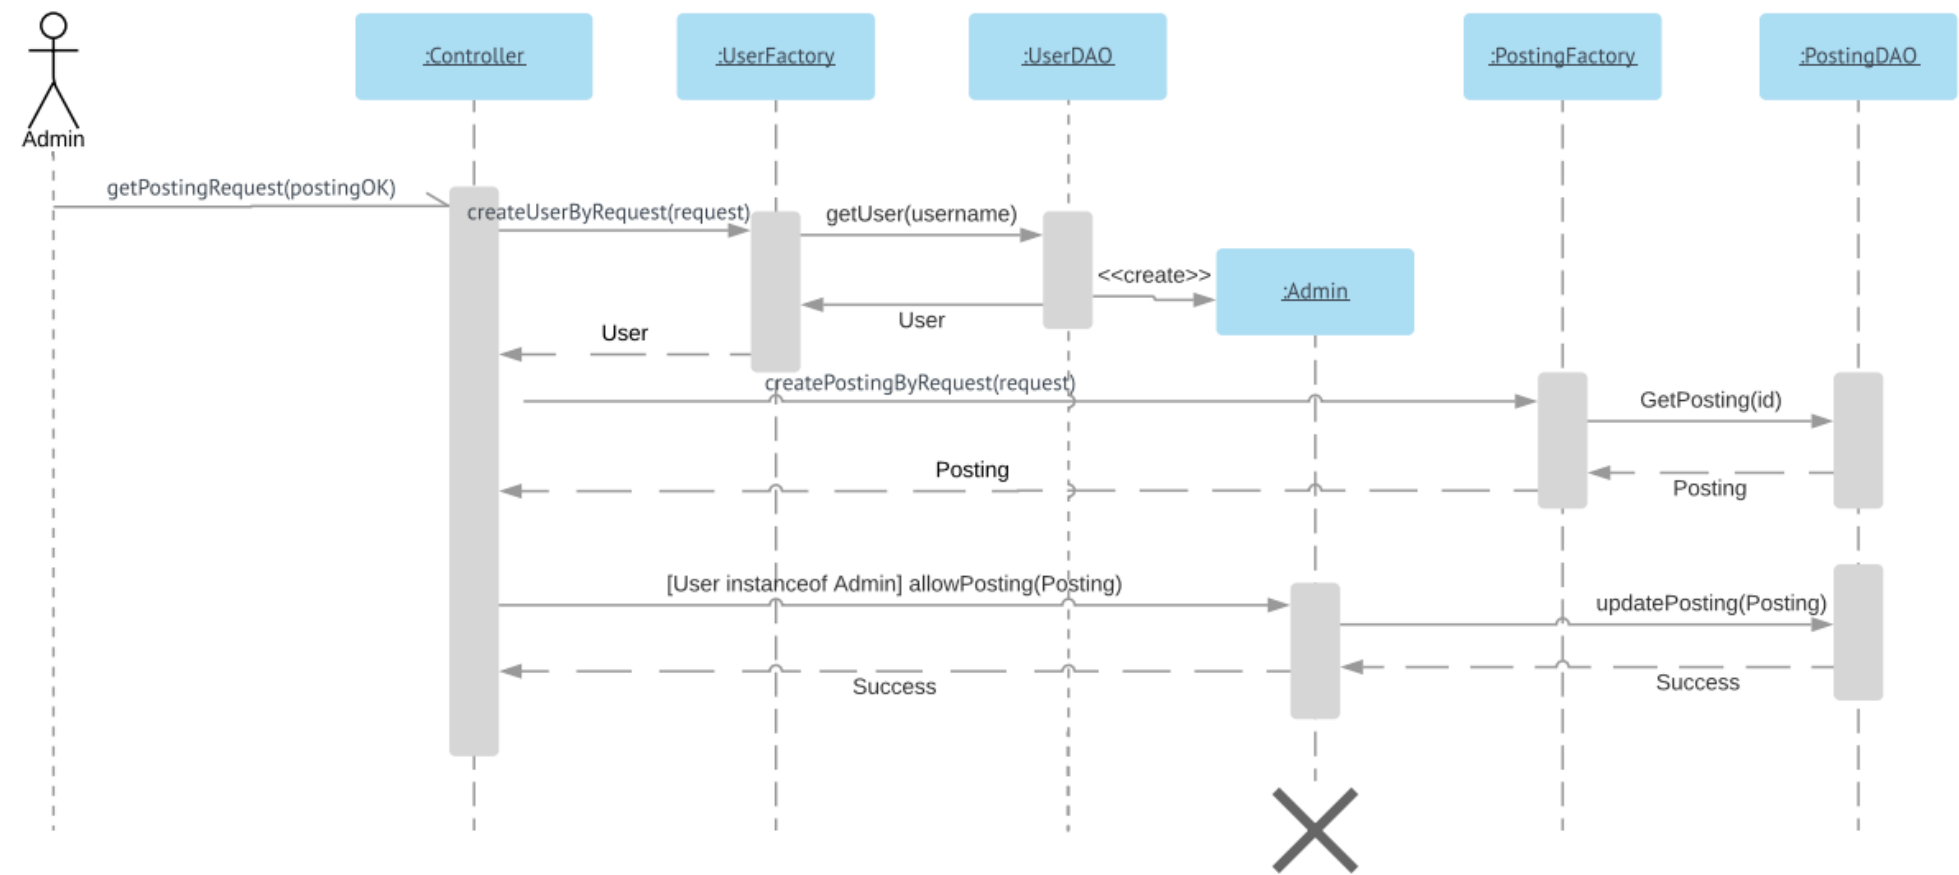 :Controller
:UserFactory
:UserDAO
:PostingFactory
:PostingDAO
Admin
getPostingRequest(postingOK)
createUserByRequest(request)
getUser(username)
<<create>>
:Admin
User
User
createPostingByRequest(request)
GetPosting(id)
Posting
Posting
[User instanceof Admin] allowPosting(Posting)
updatePosting(Posting)
Success
Success